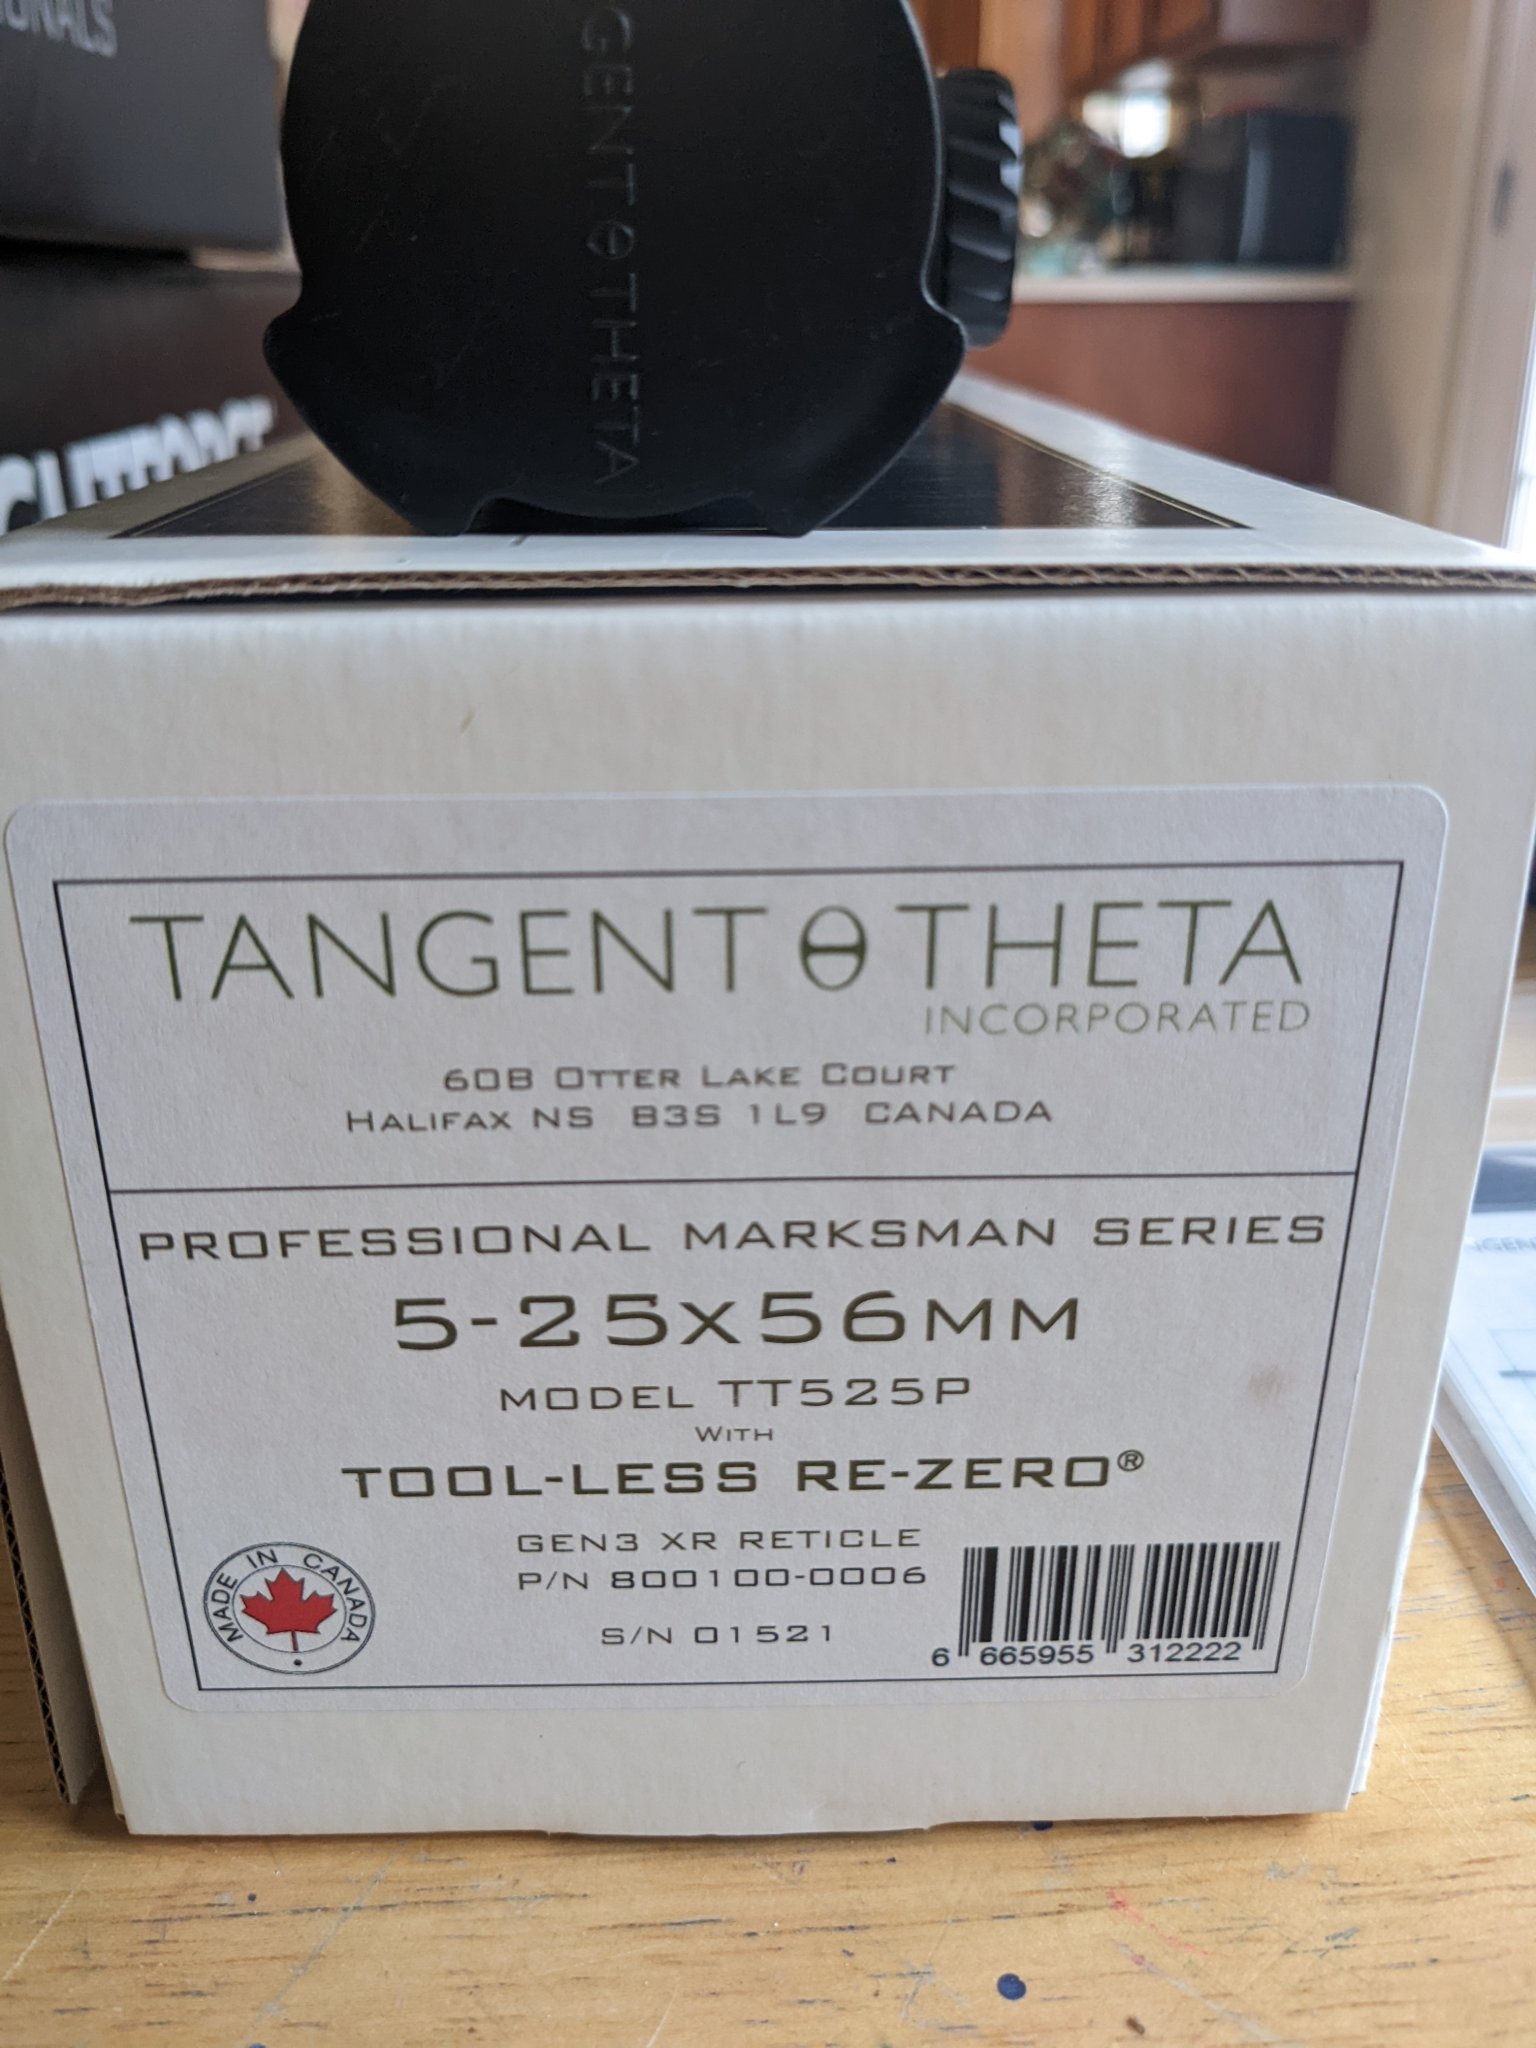 GENT θ THETA
TANGENT θ THETA
INCORPORATED
60B OTTER LAKE COURT
HALIFAX NS B3S 1L9 CANADA
PROFESSIONAL MARKSMAN SERIES
5-25x56MM
MODEL TT525P
WITH
TOOL-LESS RE-ZERO®
GEN3 XR RETICLE
P/N 800100-0006
S/N 01521
MADE IN CANADA
6 665955 312222